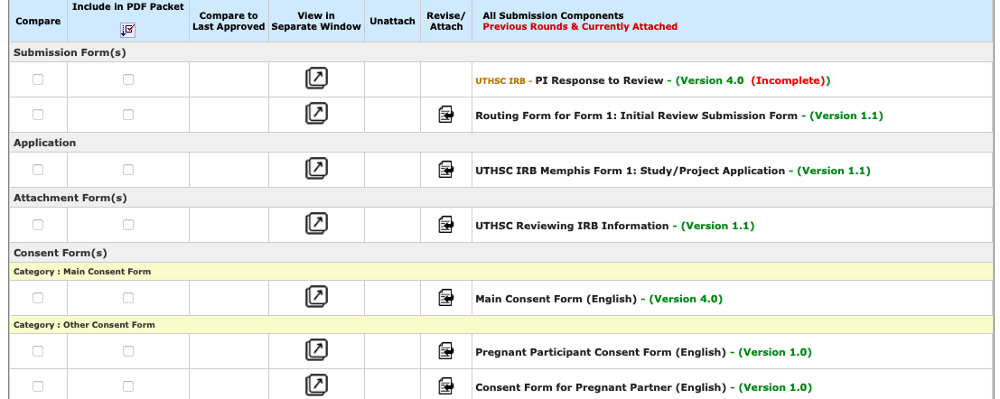 Compare
Include in PDF Packet
Compare to
Last Approved
View in
Separate Window
Unattach
Revise/
Attach
All Submission Components
Previous Rounds & Currently Attached
Submission Form(s)
UTHSC IRB - PI Response to Review - (Version 4.0 (Incomplete))
Routing Form for Form 1: Initial Review Submission Form - (Version 1.1)
Application
UTHSC IRB Memphis Form 1: Study/Project Application - (Version 1.1)
Attachment Form(s)
UTHSC Reviewing IRB Information - (Version 1.1)
Consent Form(s)
Category : Main Consent Form
Main Consent Form (English) - (Version 4.0)
Category : Other Consent Form
Pregnant Participant Consent Form (English) - (Version 1.0)
Consent Form for Pregnant Partner (English) - (Version 1.0)